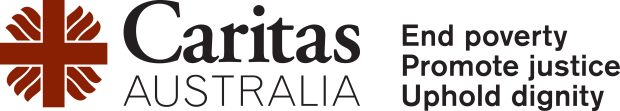 Caritas
AUSTRALIA
End poverty
Promote justice
Uphold dignity